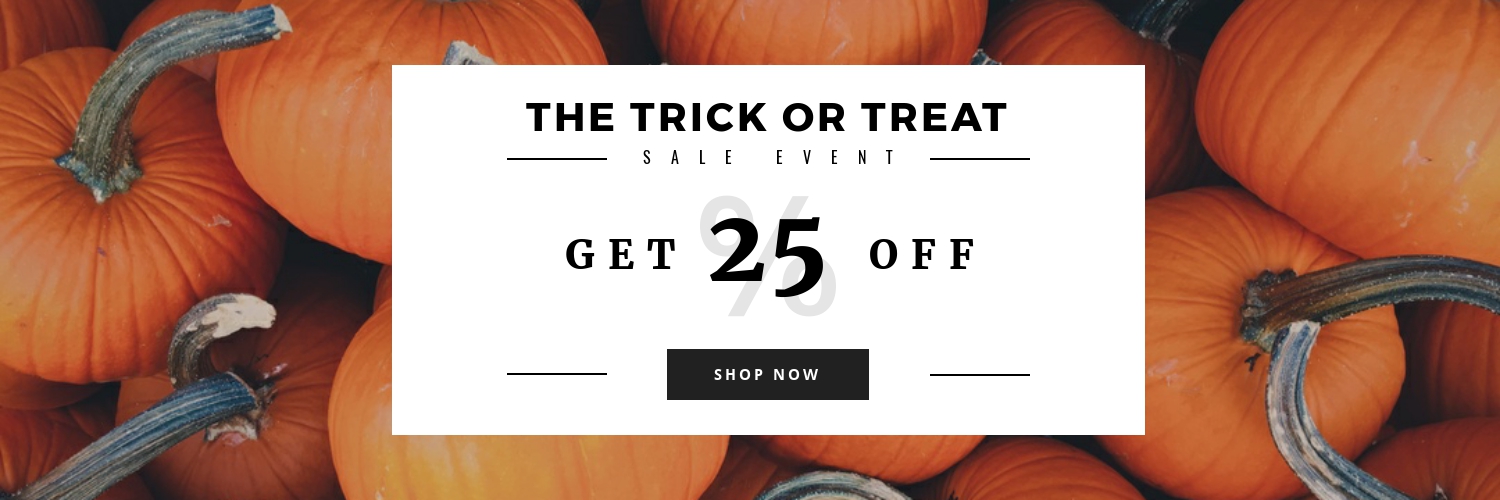 THE TRICK OR TREAT
SALE EVENT
GET 25% OFF
SHOP NOW